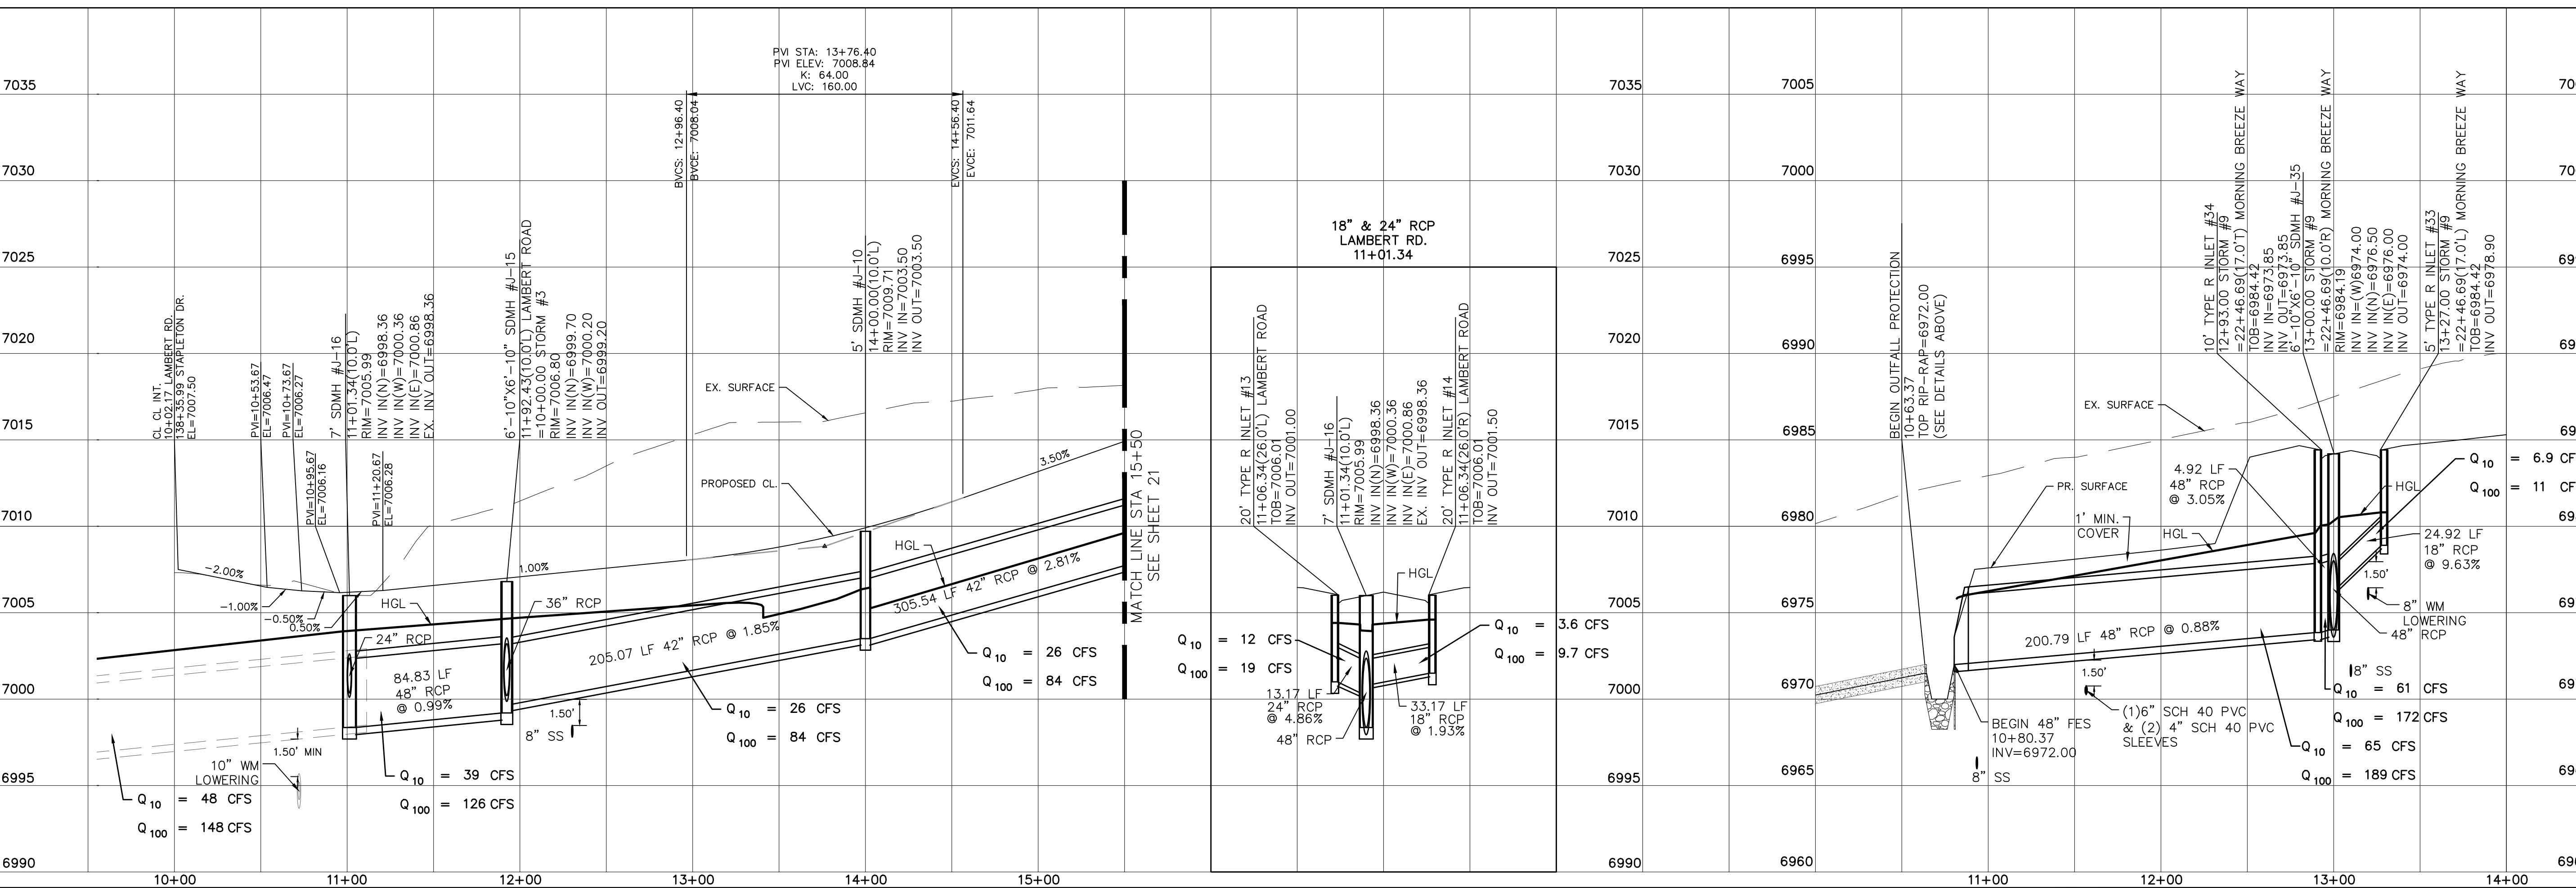 PVI STA: 13+76.40
PVI ELEV: 7008.84
K: 64.00
LVC: 160.00
BVCS: 12+96.40
BVCE: 7008.04
EVCS: 14+56.40
EVCE: 7011.64
7035
7030
7025
7020
7015
7010
7005
7000
6995
6990
CL CL INT.
10+02.17 LAMBERT RD.
138+35.99 STAPLETON DR.
EL=7007.50
PVI=10+53.67
EL=7006.47
PVI=10+73.67
EL=7006.27
PVI=10+95.67
EL=7006.16
7' SDMH #J-16
11+01.34(10.0'L)
RIM=7005.99
INV IN(N)=6998.36
INV IN(W)=7000.36
INV IN(E)=7000.86
EX. INV OUT=6998.36
PVI=11+20.67
EL=7006.28
6'-10"X6'-10" SDMH #J-15
11+92.43(10.0'L) LAMBERT ROAD
=10+00.00 STORM #3
RIM=7006.80
INV IN(N)=6999.70
INV IN(W)=7000.20
INV OUT=6999.20
5' SDMH #J-10
14+00.00(10.0'L)
RIM=7009.71
INV IN=7003.50
INV OUT=7003.50
EX. SURFACE
PROPOSED CL.
3.50%
-2.00%
-1.00%
-0.50%
0.50%
1.00%
HGL
HGL
24" RCP
36" RCP
84.83 LF
48" RCP
@ 0.99%
205.07 LF 42" RCP @ 1.85%
305.54 LF 42" RCP @ 2.81%
1.50' MIN
10" WM
LOWERING
1.50'
8" SS
Q10 = 48 CFS
Q100 = 148 CFS
Q10 = 39 CFS
Q100 = 126 CFS
Q10 = 26 CFS
Q100 = 84 CFS
Q10 = 26 CFS
Q100 = 84 CFS
MATCH LINE STA 15+50
SEE SHEET 21
10+00
11+00
12+00
13+00
14+00
15+00
18" & 24" RCP
LAMBERT RD.
11+01.34
20' TYPE R INLET #13
11+06.34(26.0'L) LAMBERT ROAD
TOB=7006.01
INV OUT=7001.00
7' SDMH #J-16
11+01.34(10.0'L)
RIM=7005.99
INV IN(N)=6998.36
INV IN(W)=7000.36
INV IN(E)=7000.86
EX. INV OUT=6998.36
20' TYPE R INLET #14
11+06.34(26.0'R) LAMBERT ROAD
TOB=7006.01
INV OUT=7001.50
HGL
Q10 = 12 CFS
Q100 = 19 CFS
Q10 = 3.6 CFS
Q100 = 9.7 CFS
13.17 LF
24" RCP
@ 4.86%
48" RCP
33.17 LF
18" RCP
@ 1.93%
7035
7030
7025
7020
7015
7010
7005
7000
6995
6990
7005
7000
6995
6990
6985
6980
6975
6970
6965
6960
BEGIN OUTFALL PROTECTION
10+63.37
TOP RIP-RAP=6972.00
(SEE DETAILS ABOVE)
10' TYPE R INLET #34
12+93.00 STORM #9
=22+46.69(17.0'T) MORNING BREEZE WAY
TOB=6984.42
INV IN=6973.85
INV OUT=6973.85
6'-10"X6'-10" SDMH #J-35
13+00.00 STORM #9
=22+46.69(10.0'R) MORNING BREEZE WAY
RIM=6984.19
INV IN=(W)6974.00
INV IN(N)=6976.50
INV IN(E)=6976.00
INV OUT=6974.00
5' TYPE R INLET #33
13+27.00 STORM #9
=22+46.69(17.0'L) MORNING BREEZE WAY
TOB=6984.42
INV OUT=6978.90
EX. SURFACE
PR. SURFACE
1' MIN.
COVER
HGL
4.92 LF
48" RCP
@ 3.05%
HGL
Q10 = 6.9 CF
Q100 = 11 CF
24.92 LF
18" RCP
@ 9.63%
1.50'
8" WM
LOWERING
48" RCP
200.79 LF 48" RCP @ 0.88%
1.50'
(1)6" SCH 40 PVC
& (2) 4" SCH 40 PVC
SLEEVES
BEGIN 48" FES
10+80.37
INV=6972.00
8" SS
8" SS
Q10 = 61 CFS
Q100 = 172 CFS
Q10 = 65 CFS
Q100 = 189 CFS
11+00
12+00
13+00
14+00